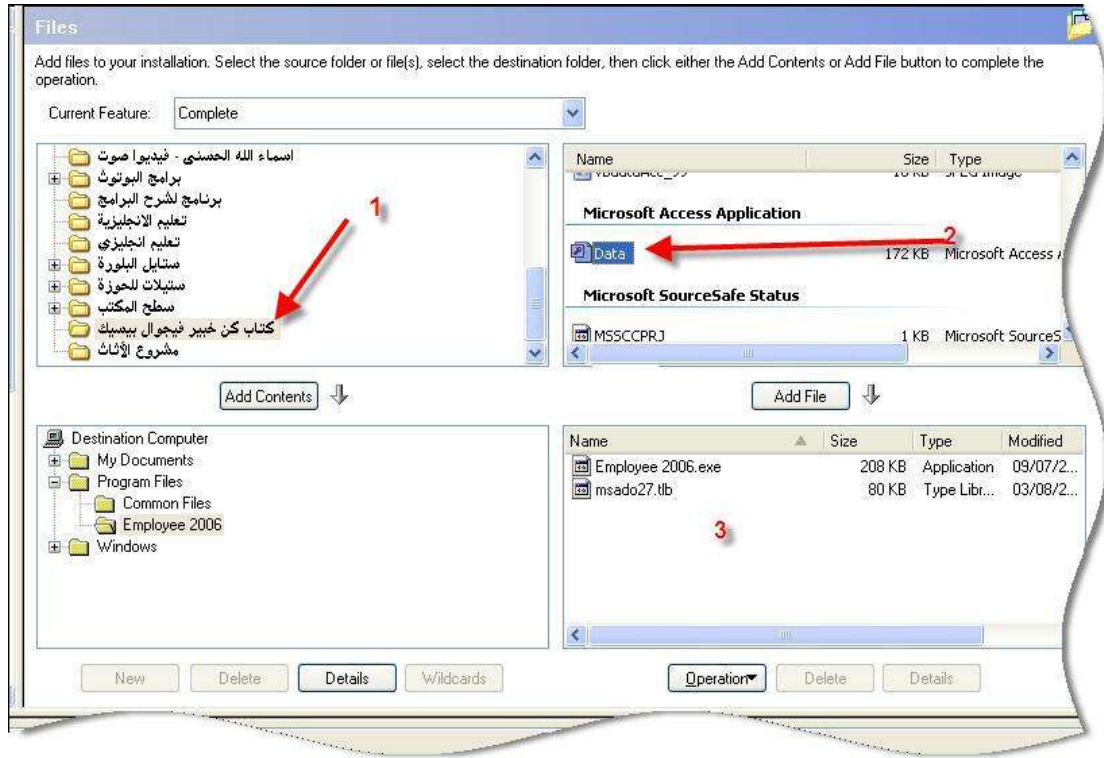 Files
Add files to your installation. Select the source folder or file(s), select the destination folder, then click either the Add Contents or Add File button to complete the
operation.
Current Feature: Complete
اسماء الله الحسنى - فيديوا صوت
برامج البوتوث
برنامج لشرح البرامج
تعليم الانجليزية
تعليم انجليزي
ستايل البلورة
ستيلات للحوزة
سطح المكتب
كتاب كن خبير فيجوال بيسيك
مشروع الأثاث
1
Name Size Type
KB Image
Microsoft Access Application
2
Data 172 KB Microsoft Access
Microsoft SourceSafe Status
MSSCCPRJ 1 KB Microsoft SourceS
Add Contents
Add File
Destination Computer
My Documents
Program Files
Common Files
Employee 2006
Windows
Name Size Type Modified
Employee 2006.exe 208 KB Application 09/07/2...
msado27.tlb 80 KB Type Libr... 03/08/2...
3
New Delete Details Wildcards
Operation Delete Details